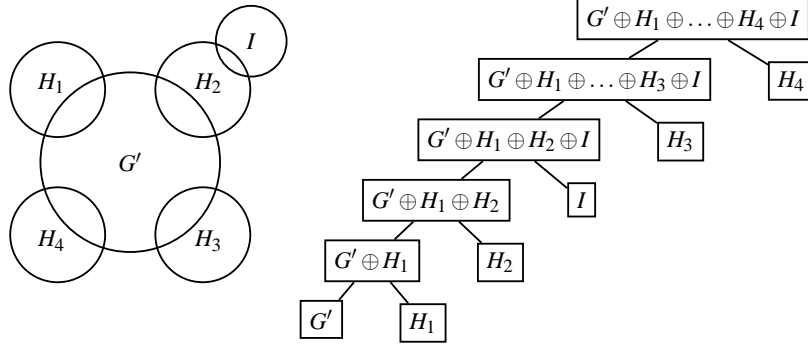 I
H₁
H₂
G′
H₄
H₃
G′ ⊕ H₁ ⊕ … ⊕ H₄ ⊕ I
G′ ⊕ H₁ ⊕ … ⊕ H₃ ⊕ I
H₄
G′ ⊕ H₁ ⊕ H₂ ⊕ I
H₃
G′ ⊕ H₁ ⊕ H₂
I
G′ ⊕ H₁
H₂
G′
H₁